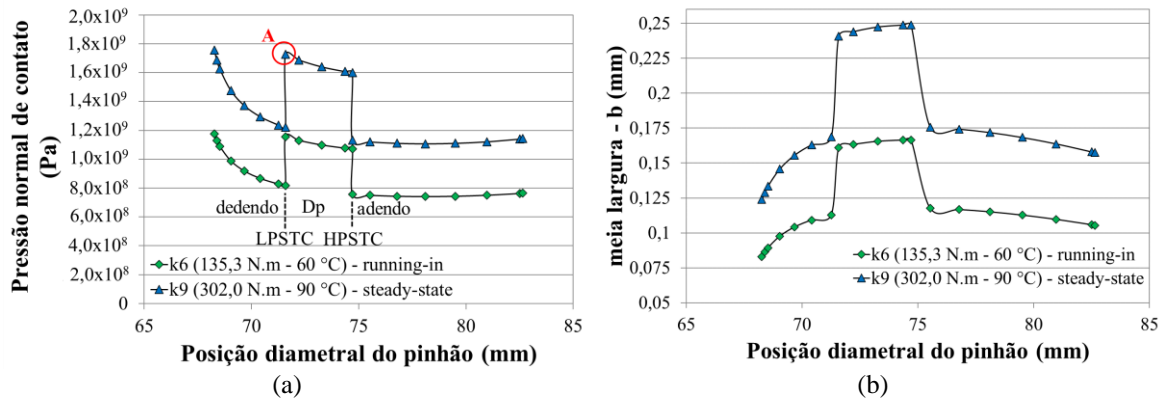 Pressão normal de contato
(Pa)
2,0x10⁹
1,8x10⁹
1,6x10⁹
1,4x10⁹
1,2x10⁹
1,0x10⁹
8,0x10⁸
6,0x10⁸
4,0x10⁸
2,0x10⁸
0
A
dedendo
Dp
adendo
LPSTC
HPSTC
k6 (135,3 N.m - 60 °C) - running-in
k9 (302,0 N.m - 90 °C) - steady-state
65
70
75
80
85
Posição diametral do pinhão (mm)
(a)
meia largura - b (mm)
0,25
0,225
0,2
0,175
0,15
0,125
0,1
0,075
0,05
k6 (135,3 N.m - 60 °C) - running-in
k9 (302,0 N.m - 90 °C) - steady-state
65
70
75
80
85
Posição diametral do pinhão (mm)
(b)